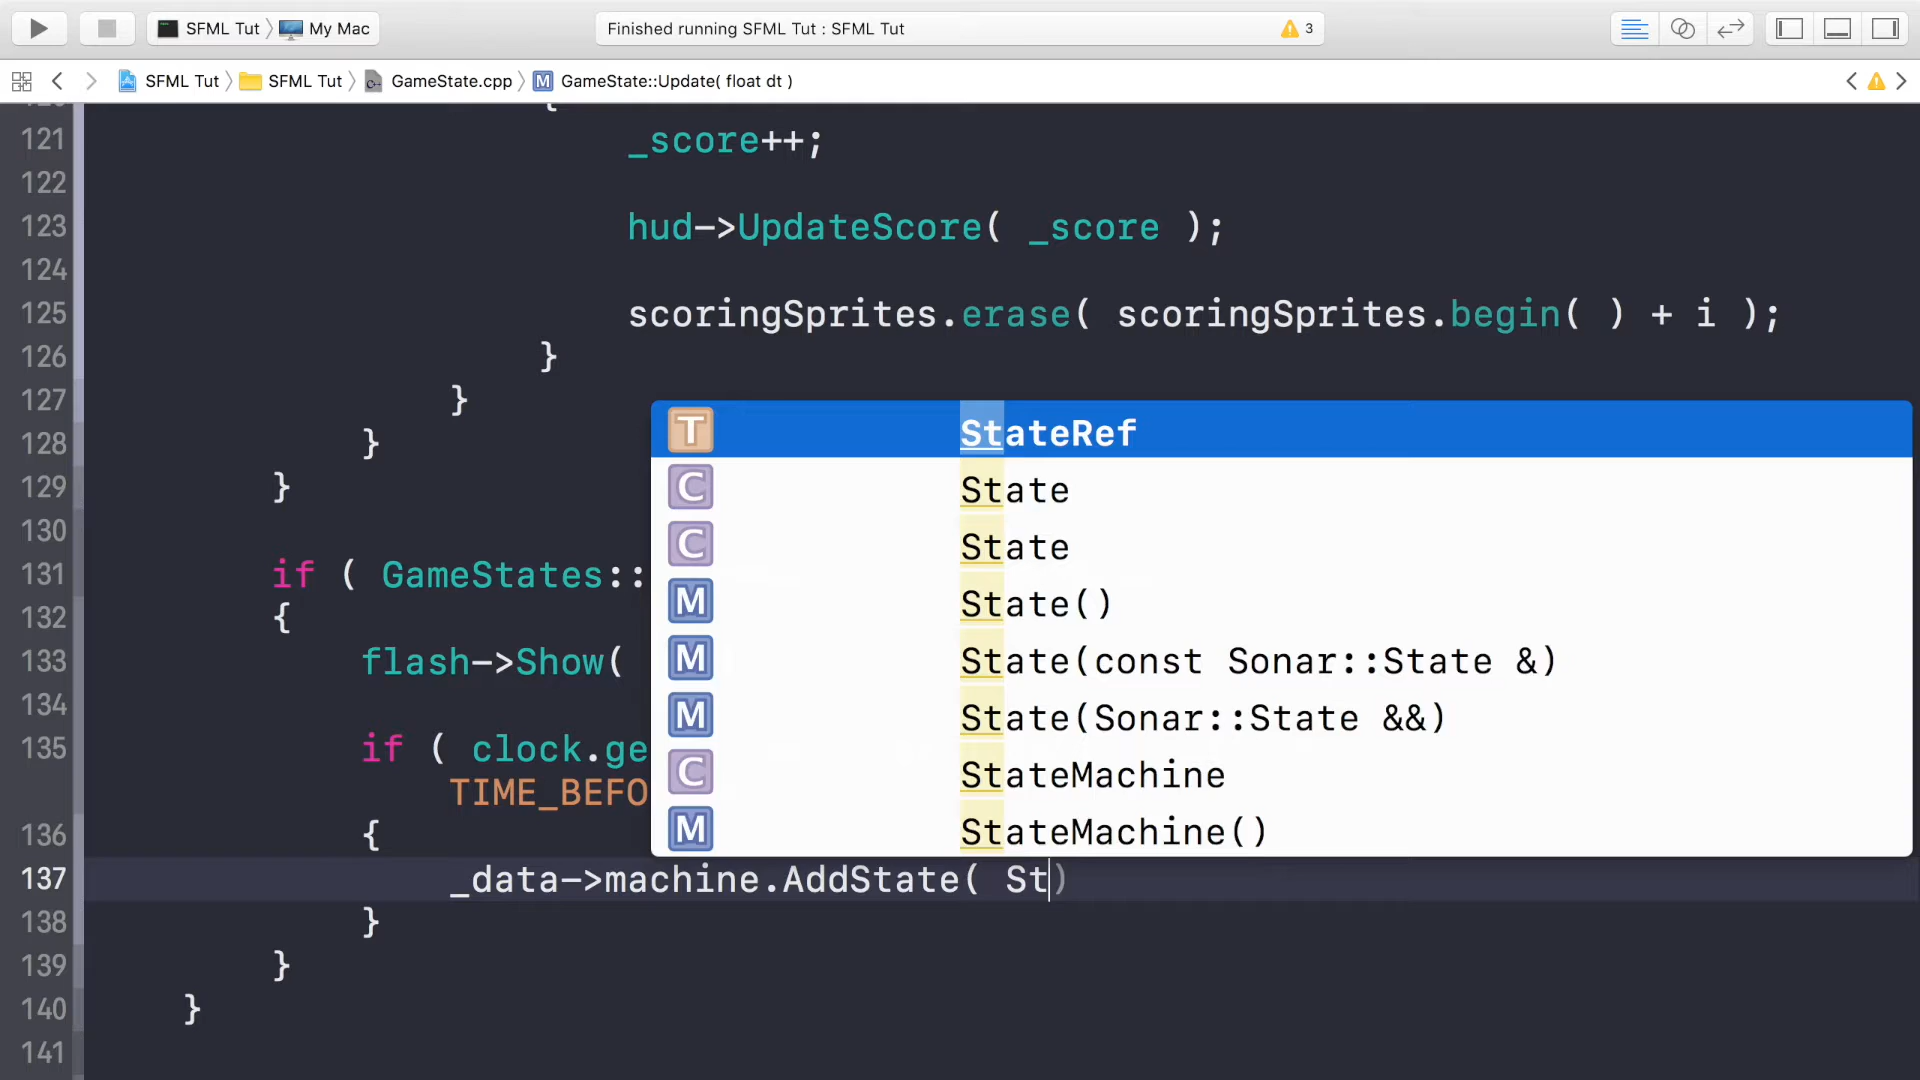 SFML Tut › My Mac
Finished running SFML Tut : SFML Tut
3
SFML Tut › SFML Tut › GameState.cpp › M GameState::Update( float dt )
121 _score++;
122
123 hud->UpdateScore( _score );
124
125 scoringSprites.erase( scoringSprites.begin( ) + i );
126 }
127 }
128 }
129 }
130
131 if ( GameStates::
132 {
133 flash->Show(
134
135 if ( clock.ge
TIME_BEFO
136 {
137 _data->machine.AddState( St)
138 }
139 }
140 }
141
T StateRef
C State
C State
M State()
M State(const Sonar::State &)
M State(Sonar::State &&)
C StateMachine
M StateMachine()